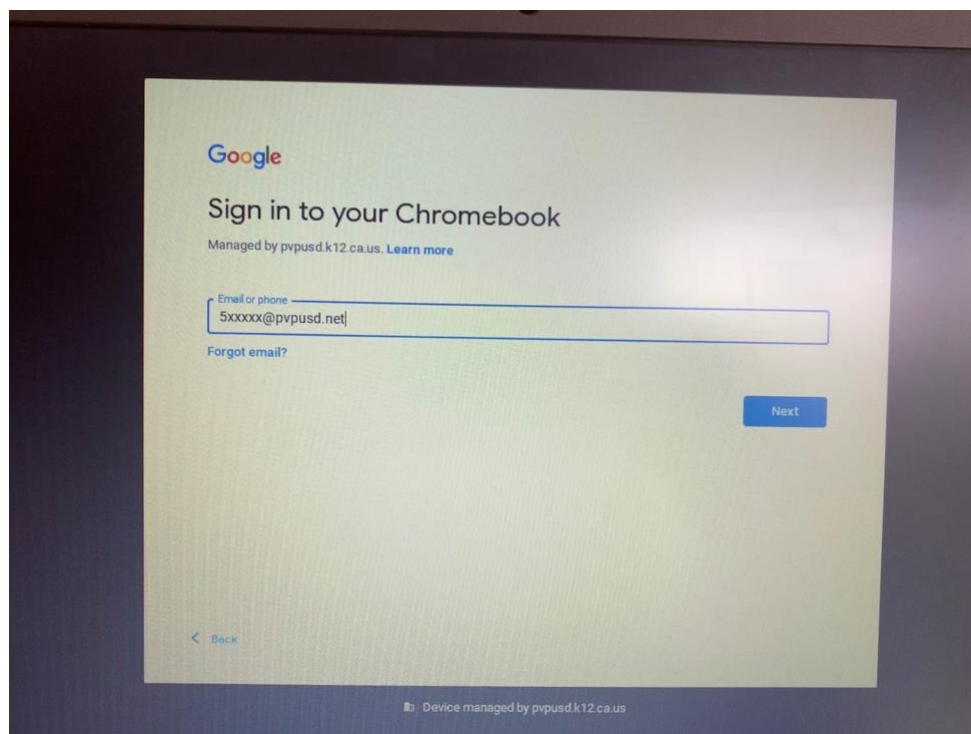 Google
Sign in to your Chromebook
Managed by pvpusd.k12.ca.us. Learn more
Email or phone
5xxxxx@pvpusd.net
Forgot email?
Next
< Back
Device managed by pvpusd.k12.ca.us